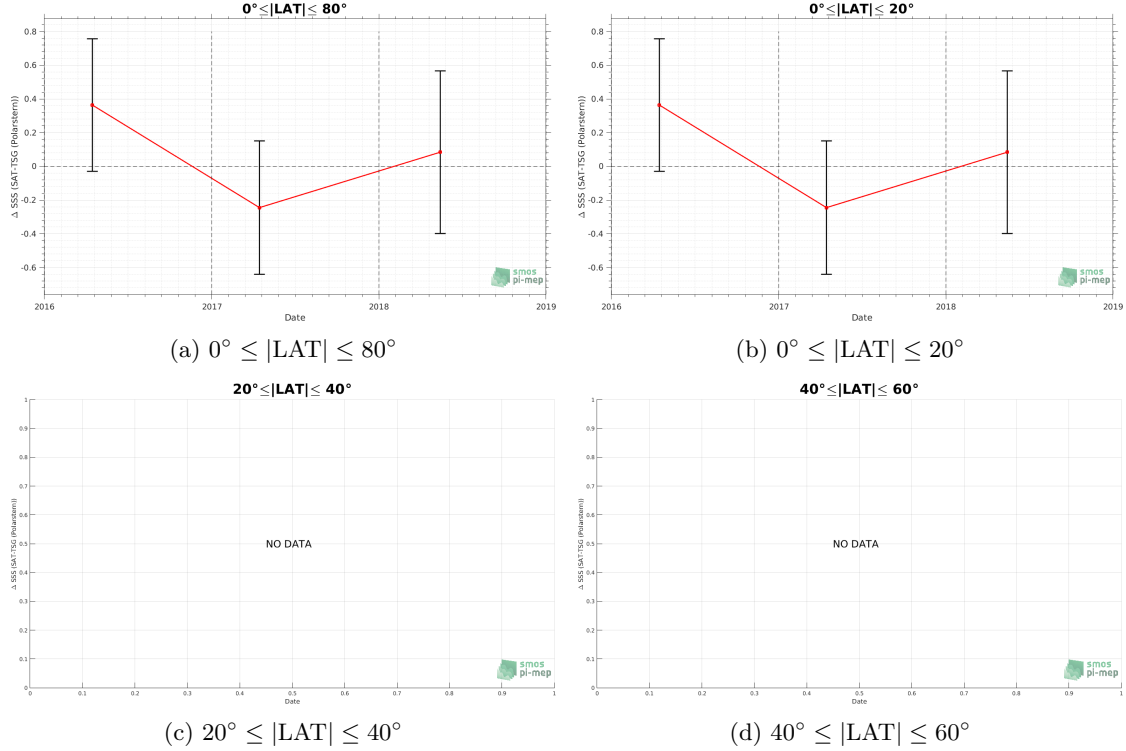 0°≤|LAT|≤ 80°
0.8
0.6
0.4
0.2
0
-0.2
-0.4
-0.6
Δ SSS (SAT-TSG (Polarstern))
smos
pi-mep
2016 2017 2018 2019
Date
(a) 0° ≤ |LAT| ≤ 80°
0°≤|LAT|≤ 20°
0.8
0.6
0.4
0.2
0
-0.2
-0.4
-0.6
Δ SSS (SAT-TSG (Polarstern))
smos
pi-mep
2016 2017 2018 2019
Date
(b) 0° ≤ |LAT| ≤ 20°
20°≤|LAT|≤ 40°
1
0.9
0.8
0.7
0.6
0.5
0.4
0.3
0.2
0.1
0
Δ SSS (SAT-TSG (Polarstern))
NO DATA
smos
pi-mep
0 0.1 0.2 0.3 0.4 0.5 0.6 0.7 0.8 0.9 1
Date
(c) 20° ≤ |LAT| ≤ 40°
40°≤|LAT|≤ 60°
1
0.9
0.8
0.7
0.6
0.5
0.4
0.3
0.2
0.1
0
Δ SSS (SAT-TSG (Polarstern))
NO DATA
smos
pi-mep
0 0.1 0.2 0.3 0.4 0.5 0.6 0.7 0.8 0.9 1
Date
(d) 40° ≤ |LAT| ≤ 60°